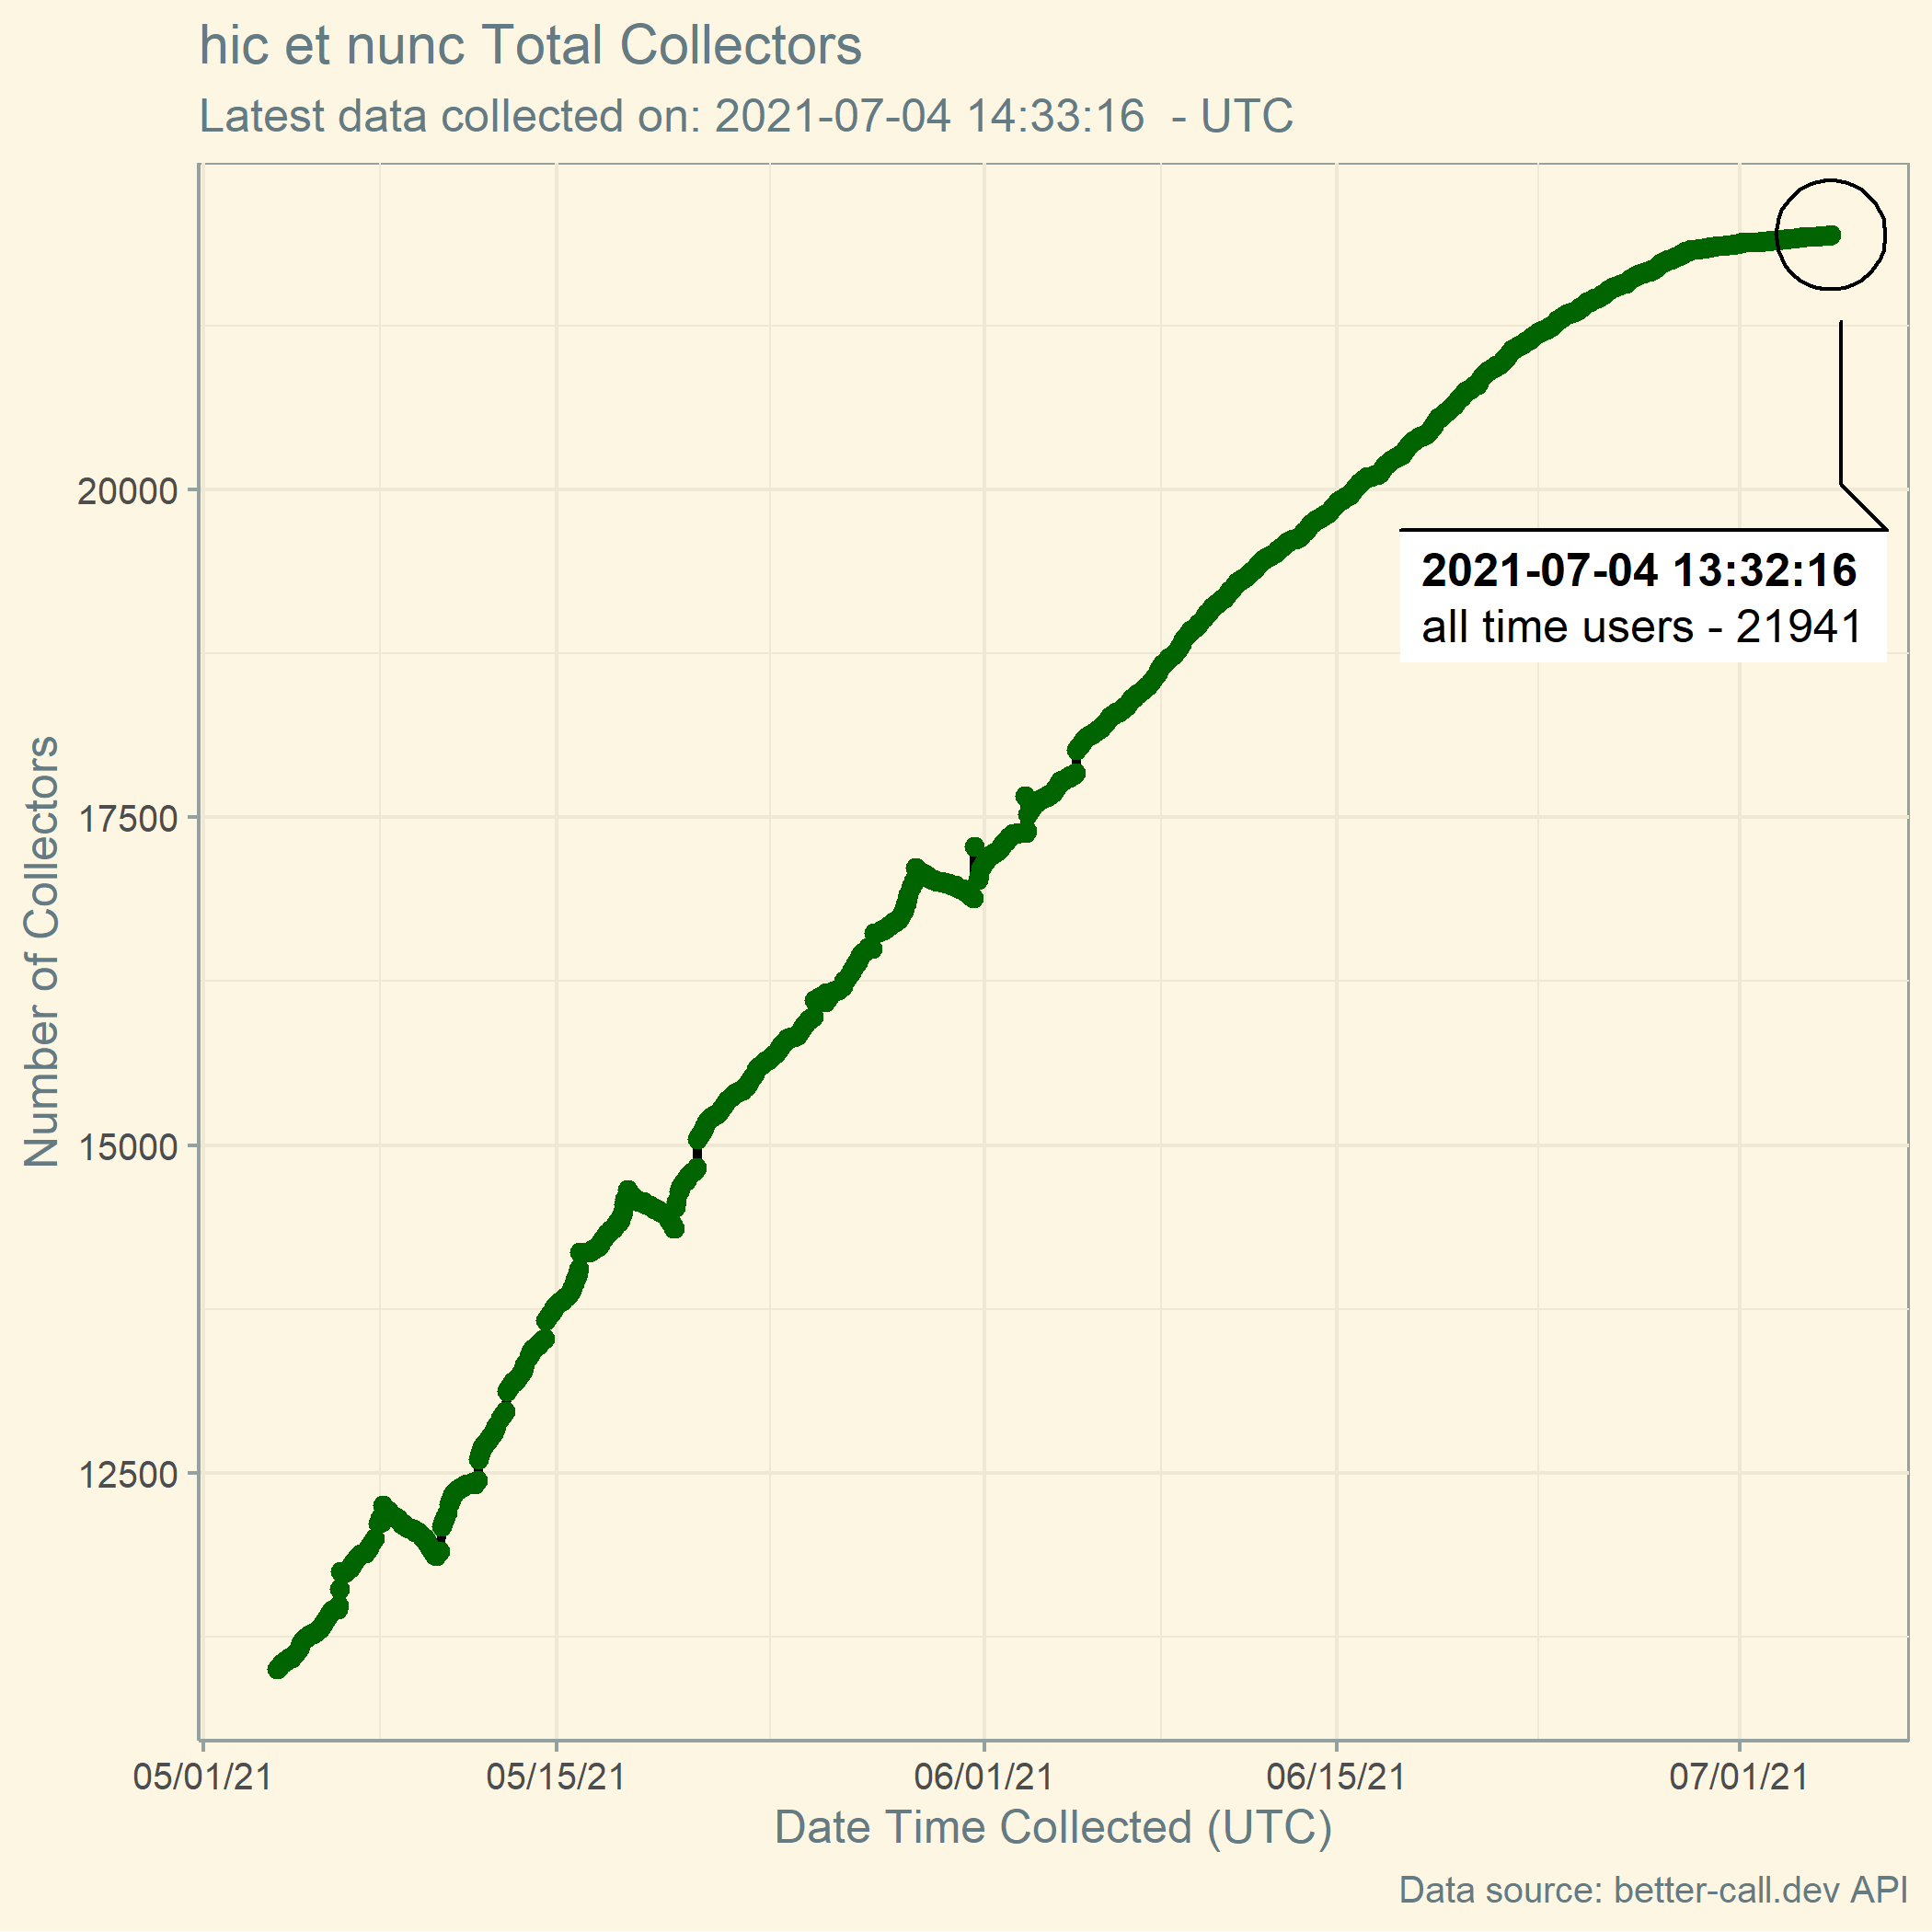 hic et nunc Total Collectors
Latest data collected on: 2021-07-04 14:33:16  - UTC
Number of Collectors
20000
17500
15000
12500
2021-07-04 13:32:16
all time users - 21941
05/01/21 05/15/21 06/01/21 06/15/21 07/01/21
Date Time Collected (UTC)
Data source: better-call.dev API